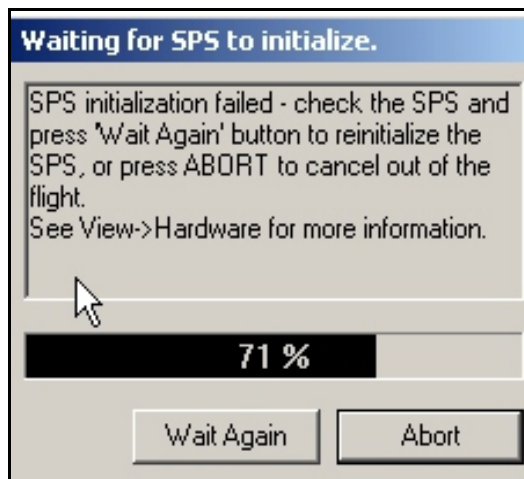 Waiting for SPS to initialize.
SPS initialization failed - check the SPS and
press 'Wait Again' button to reinitialize the
SPS, or press ABORT to cancel out of the
flight.
See View->Hardware for more information.
71 %
Wait Again
Abort